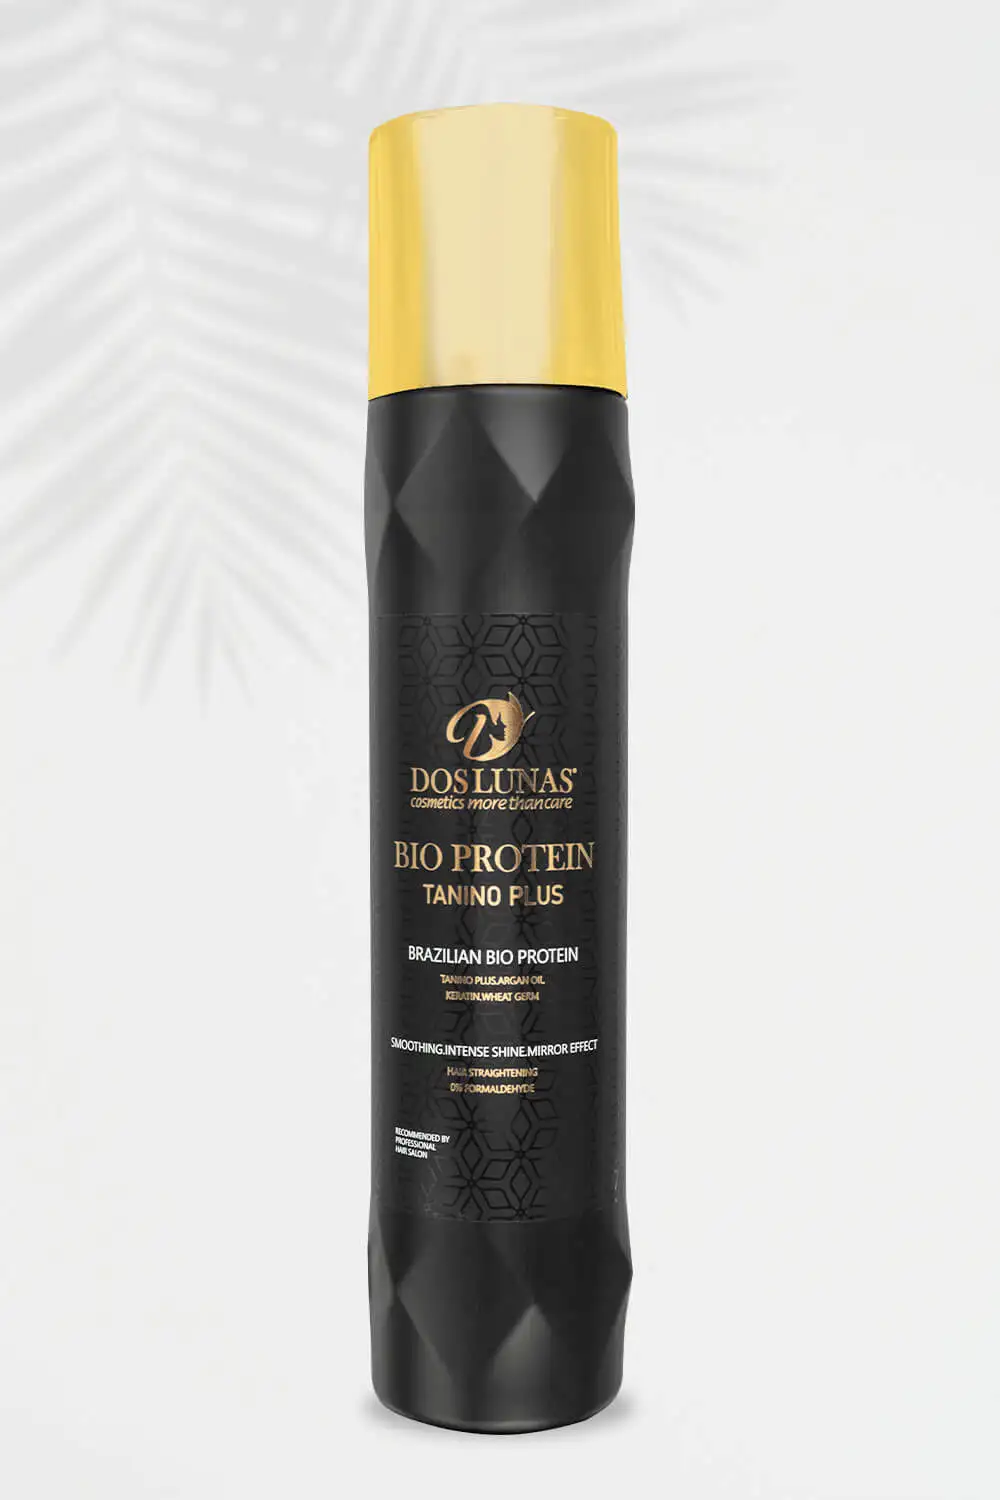 DOS LUNAS®
cosmetics more than care
BIO PROTEIN
TANINO PLUS
BRAZILIAN BIO PROTEIN
TANINO PLUS.ARGAN OIL
KERATIN.WHEAT GERM
SMOOTHING.INTENSE SHINE.MIRROR EFFECT
HAIR STRAIGHTENING
0% FORMALDEHYDE
RECOMMENDED BY
PROFESSIONAL
HAIR SALON